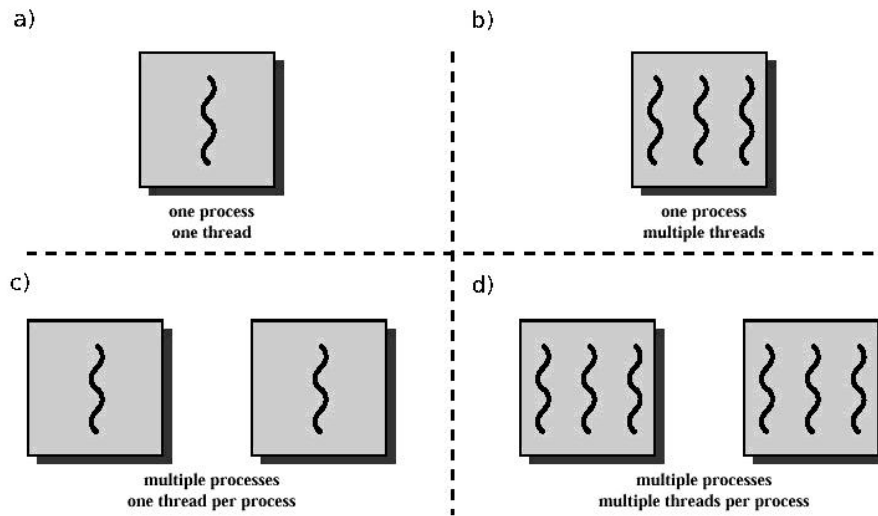 a)
one process
one thread
b)
one process
multiple threads
c)
multiple processes
one thread per process
d)
multiple processes
multiple threads per process